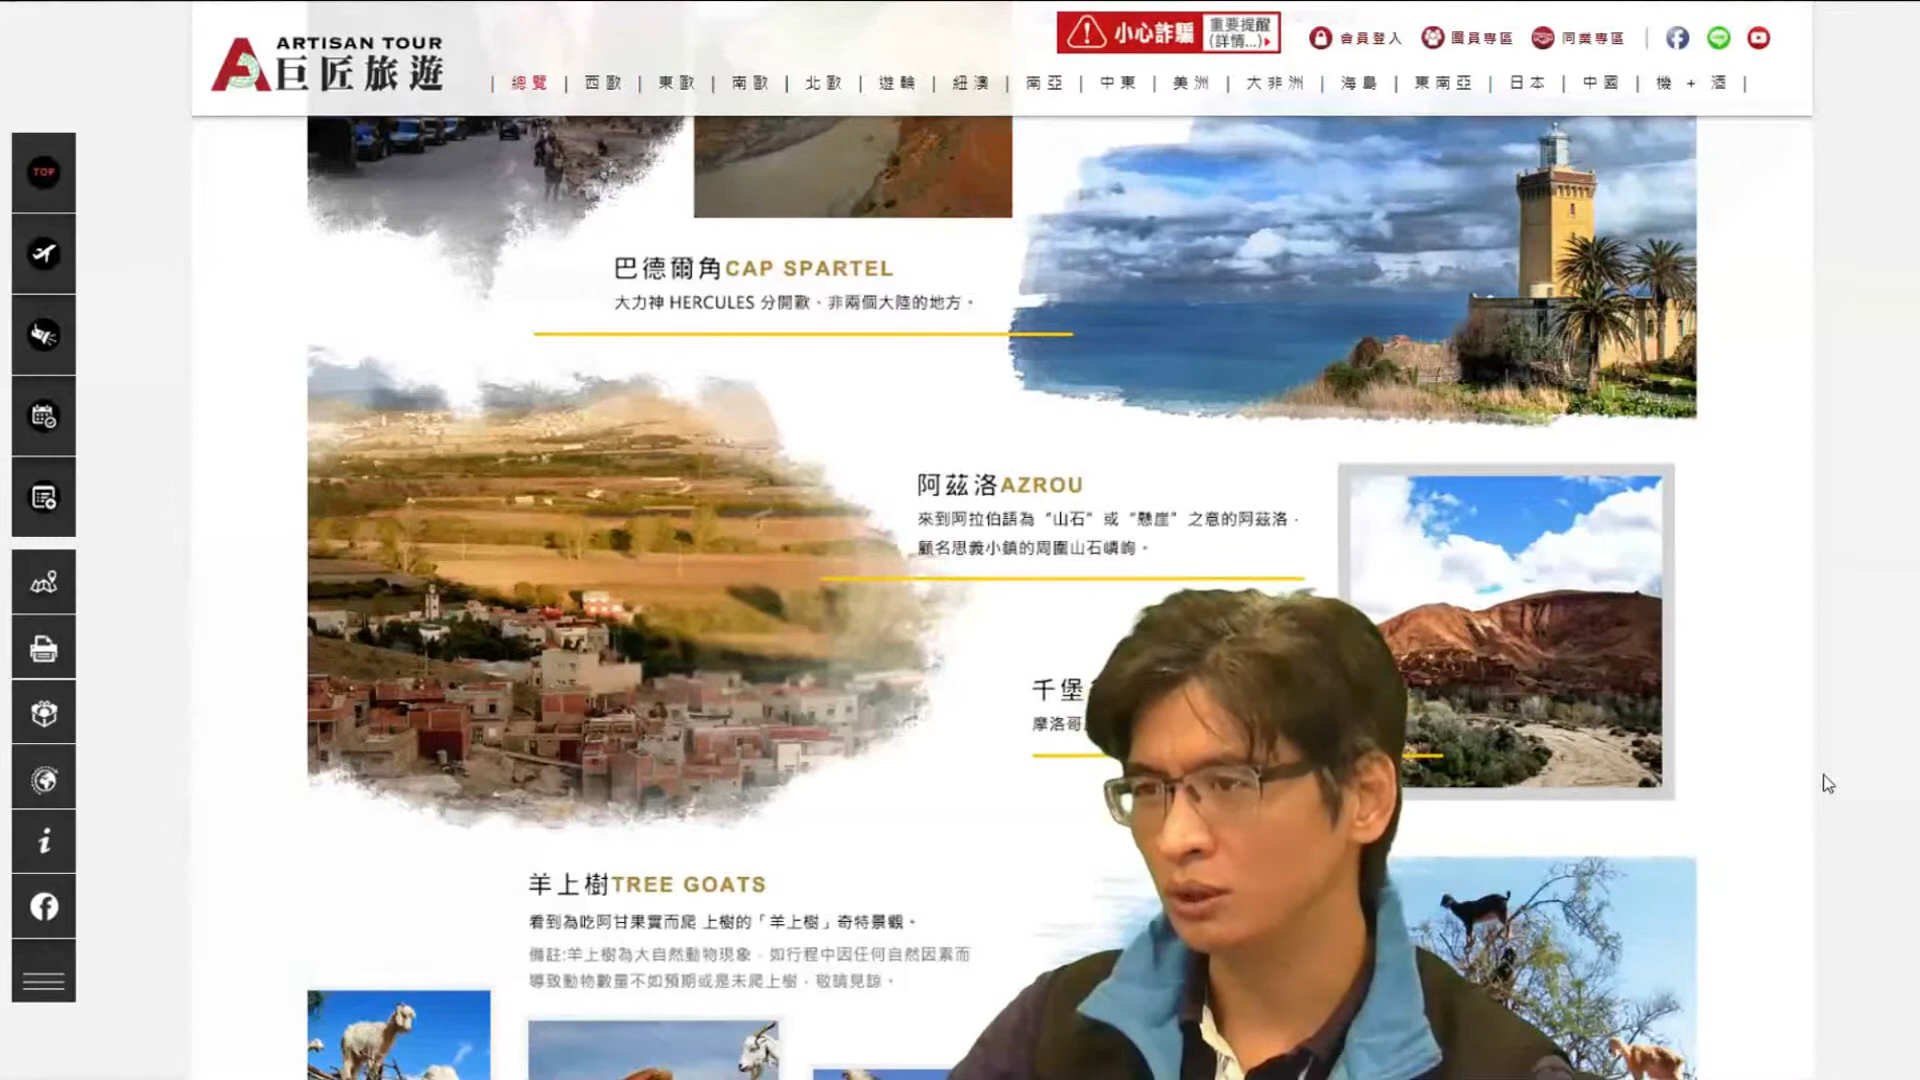 ARTISAN TOUR
巨匠旅遊
小心詐騙
重要提醒
(詳情...)
會員登入
團員專區
同業專區
總覽 | 西歐 | 東歐 | 南歐 | 北歐 | 遊輪 | 紐澳 | 南亞 | 中東 | 美洲 | 大非洲 | 海島 | 東南亞 | 日本 | 中國 | 機+酒
TOP
巴德爾角CAP SPARTEL
大力神 HERCULES 分開歐、非兩個大陸的地方。
阿茲洛AZROU
來到阿拉伯語為“山石”或“懸崖”之意的阿茲洛，
顧名思義小鎮的周圍山石嶙峋。
千堡
摩洛哥
羊上樹TREE GOATS
看到為吃阿甘果實而爬 上樹的「羊上樹」奇特景觀。
備註:羊上樹為大自然動物現象，如行程中因任何自然因素而
導致動物數量不如預期或是未爬上樹，敬請見諒。